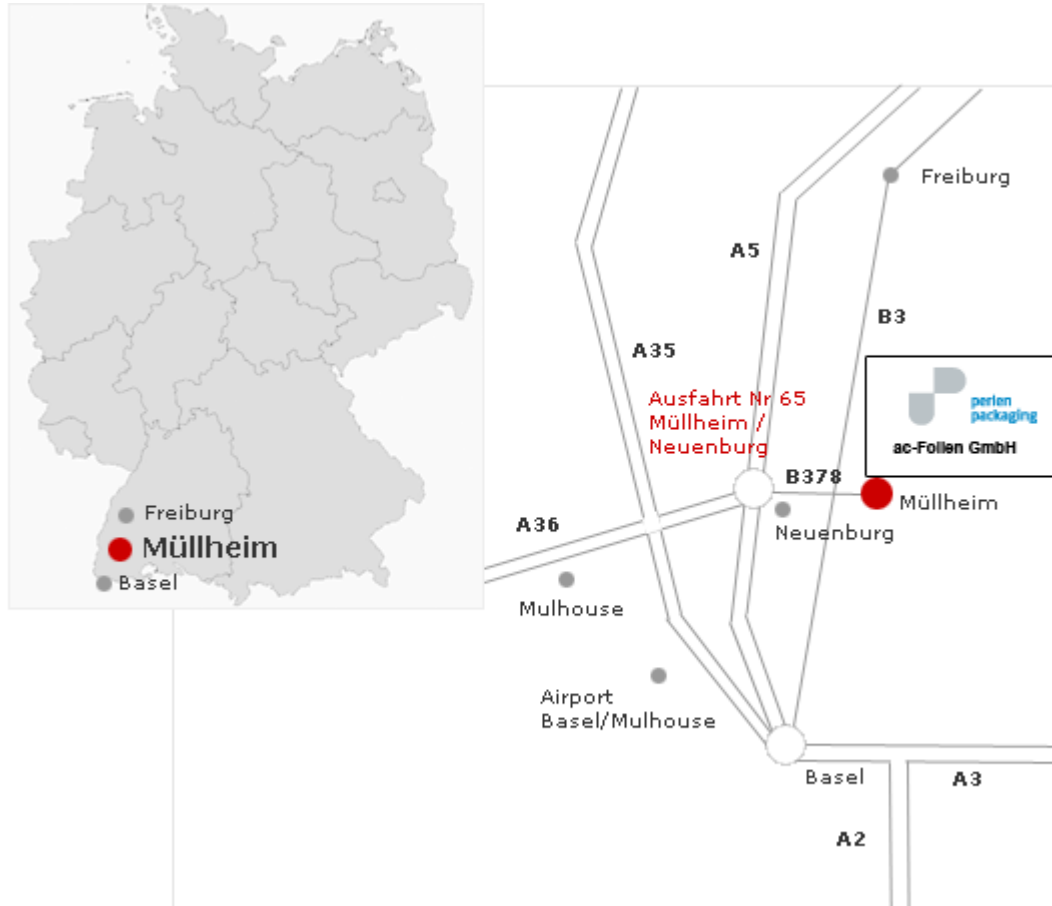 Freiburg
Müllheim
Basel
Freiburg
A5
B3
A35
Ausfahrt Nr 65
Müllheim /
Neuenburg
perlen
packaging
ac-Folien GmbH
B378
Müllheim
A36
Neuenburg
Mulhouse
Airport
Basel/Mulhouse
Basel
A3
A2